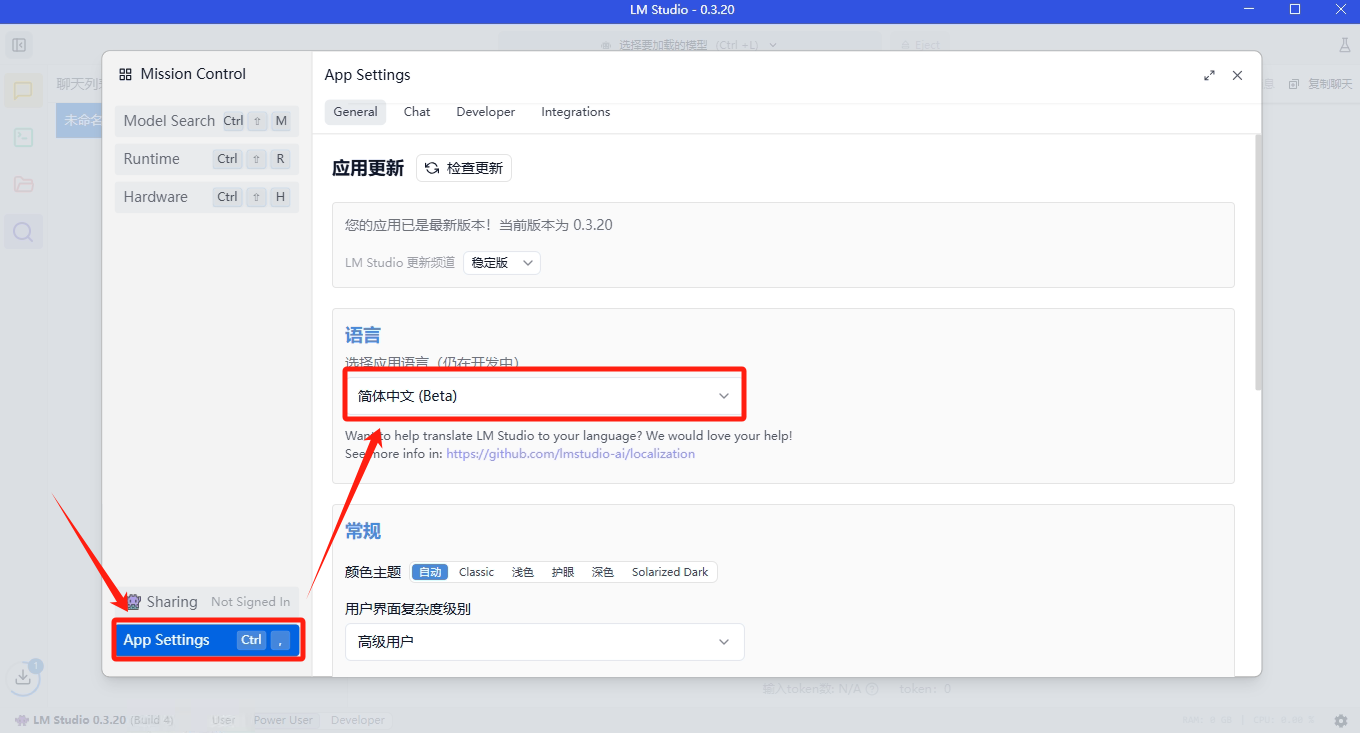 LM Studio - 0.3.20
选择要加载的模型 (Ctrl + L)
Eject
聊天列
复制聊天
未命名
Mission Control
Model Search Ctrl ⇧ M
Runtime Ctrl ⇧ R
Hardware Ctrl ⇧ H
Sharing Not Signed In
App Settings Ctrl ,
App Settings
General Chat Developer Integrations
应用更新 检查更新
您的应用已是最新版本！当前版本为 0.3.20
LM Studio 更新频道 稳定版
语言
选择应用语言（仍在开发中）
简体中文 (Beta)
Want to help translate LM Studio to your language? We would love your help!
See more info in: https://github.com/lmstudio-ai/localization
常规
颜色主题 自动 Classic 浅色 护眼 深色 Solarized Dark
用户界面复杂度级别
高级用户
1
输入token数: N/A token: 0
LM Studio 0.3.20 (Build 4) User Power User Developer